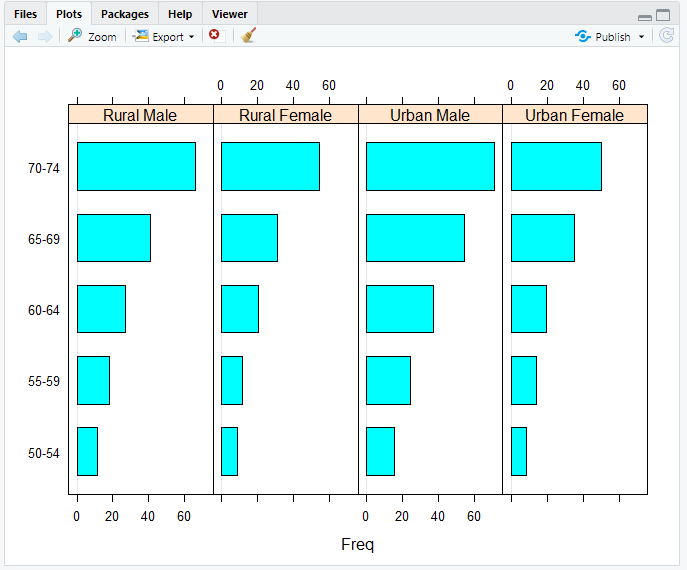 Files Plots Packages Help Viewer
Zoom Export Publish
0 20 40 60 0 20 40 60
Rural Male Rural Female Urban Male Urban Female
70-74
65-69
60-64
55-59
50-54
0 20 40 60 0 20 40 60
Freq